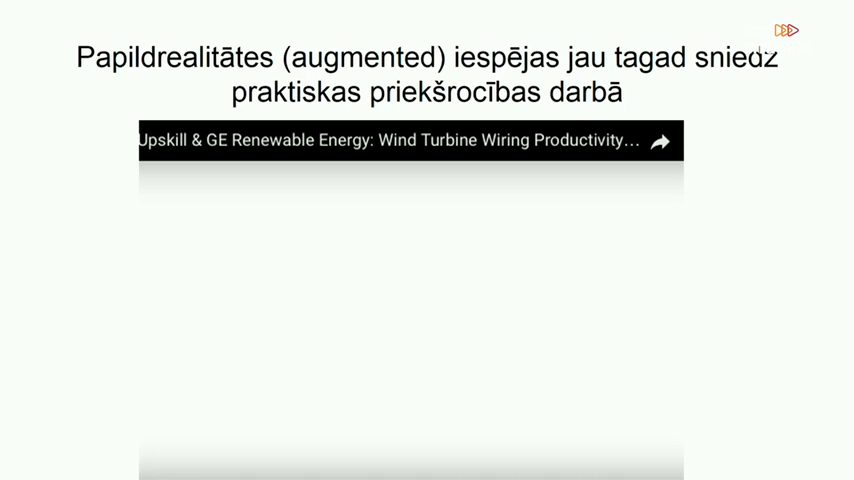 Papildrealitātes (augmented) iespējas jau tagad sniedz
praktiskas priekšrocības darbā
Upskill & GE Renewable Energy: Wind Turbine Wiring Productivity…